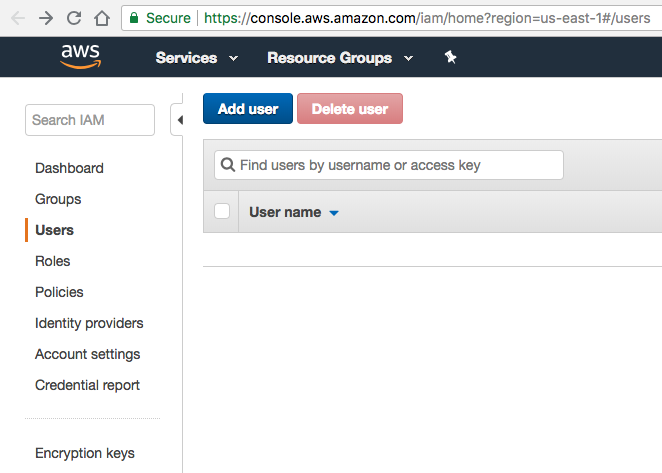 Secure https://console.aws.amazon.com/iam/home?region=us-east-1#/users
aws Services Resource Groups
Search IAM
Add user Delete user
Find users by username or access key
User name
Dashboard
Groups
Users
Roles
Policies
Identity providers
Account settings
Credential report
Encryption keys